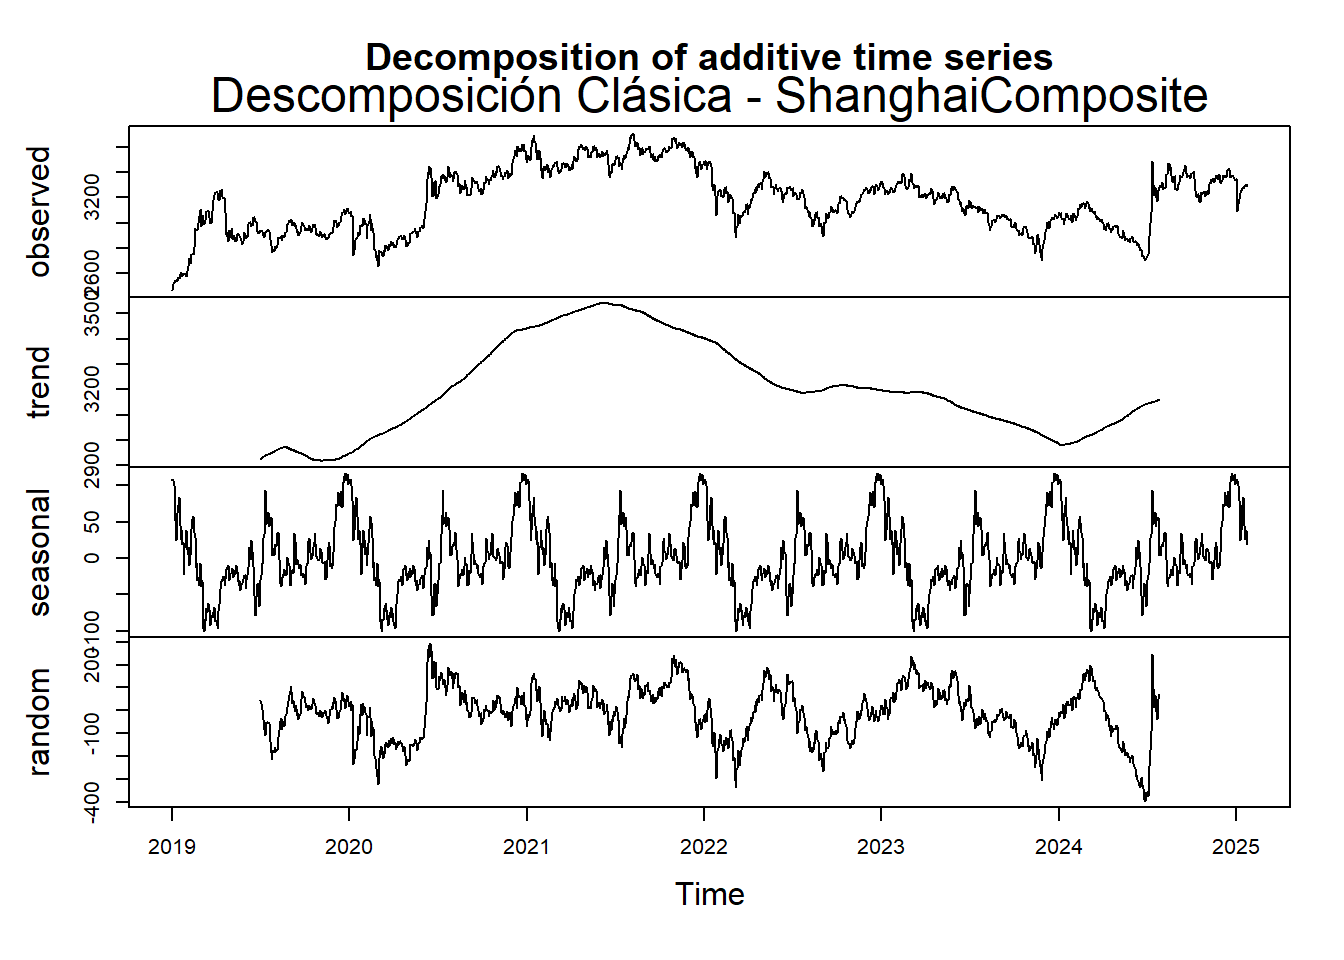 Decomposition of additive time series
Descomposición Clásica - ShanghaiComposite
observed
2600 3200
trend
2900 3200 3500
seasonal
-100 0 50
random
-400 -100 200
2019 2020 2021 2022 2023 2024 2025
Time